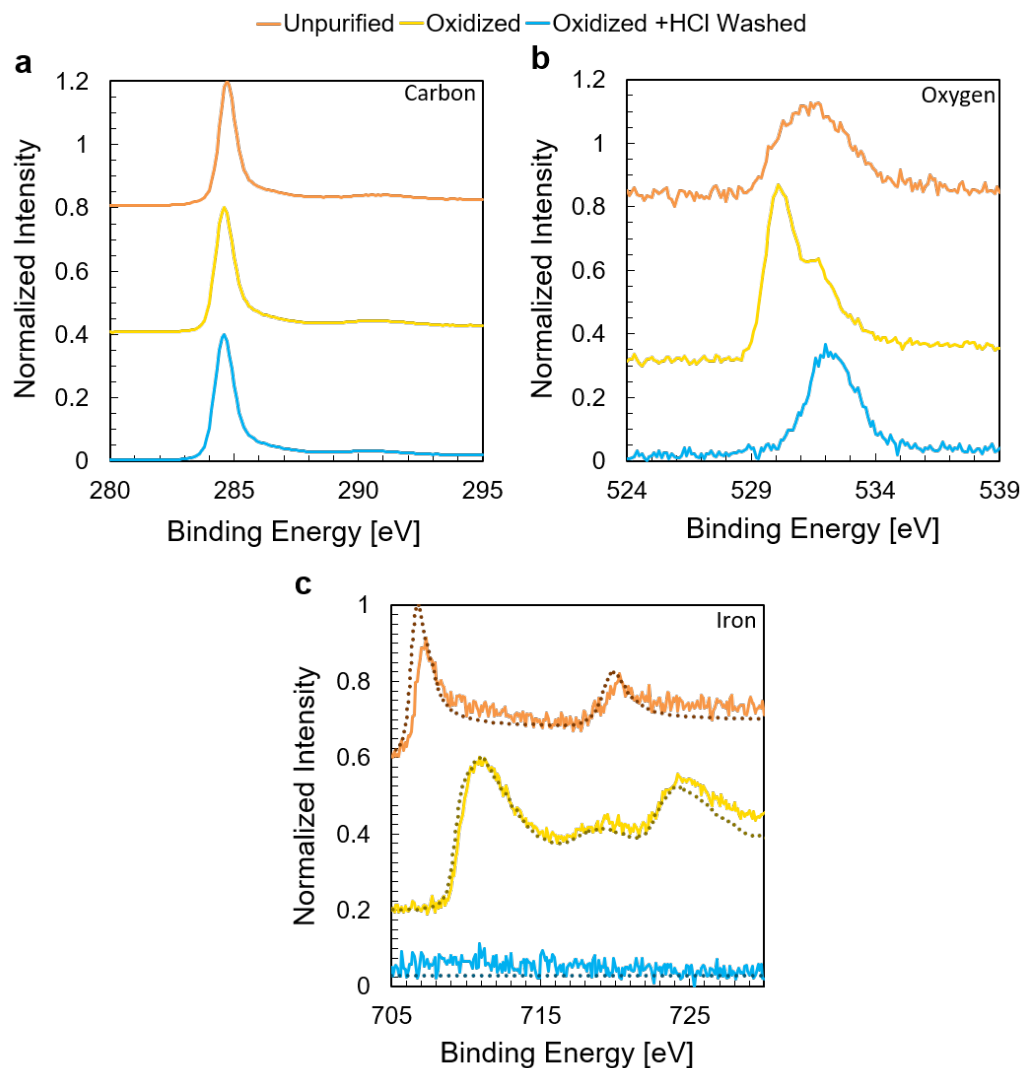 Unpurified Oxidized Oxidized +HCl Washed
a
Carbon
1.2
1
0.8
0.6
0.4
0.2
0
280 285 290 295
Normalized Intensity
Binding Energy [eV]
b
Oxygen
1.2
1
0.8
0.6
0.4
0.2
0
524 529 534 539
Normalized Intensity
Binding Energy [eV]
c
Iron
1
0.8
0.6
0.4
0.2
0
705 715 725
Normalized Intensity
Binding Energy [eV]